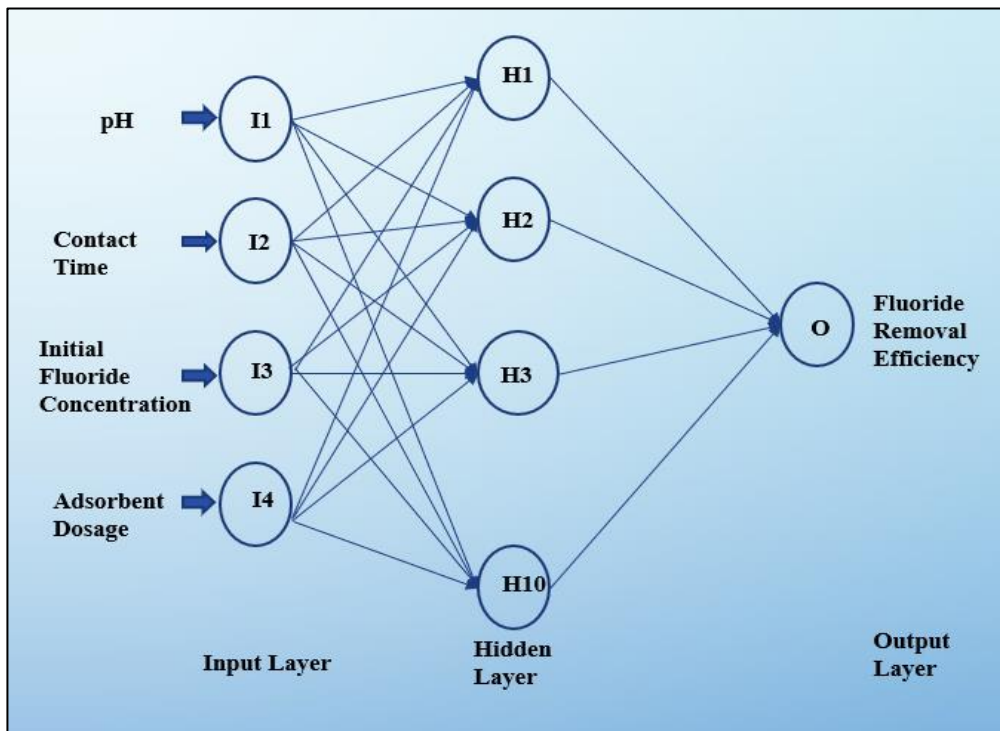 pH
Contact
Time
Initial
Fluoride
Concentration
Adsorbent
Dosage
I1
I2
I3
I4
Input Layer
H1
H2
H3
H10
Hidden
Layer
O
Fluoride
Removal
Efficiency
Output
Layer